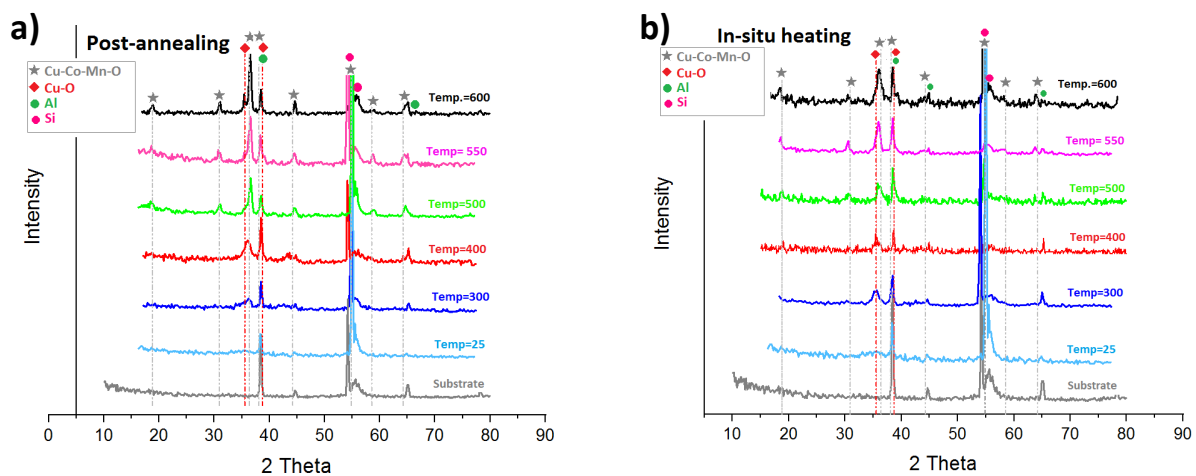 a)
Post-annealing
Cu-Co-Mn-O
Cu-O
Al
Si
Temp.=600
Temp= 550
Temp=500
Temp=400
Temp=300
Temp=25
Substrate
Intensity
0 10 20 30 40 50 60 70 80 90
2 Theta
b)
In-situ heating
Cu-Co-Mn-O
Cu-O
Al
Si
Temp.=600
Temp= 550
Temp=500
Temp=400
Temp=300
Temp=25
Substrate
Intensity
10 20 30 40 50 60 70 80 90
2 Theta